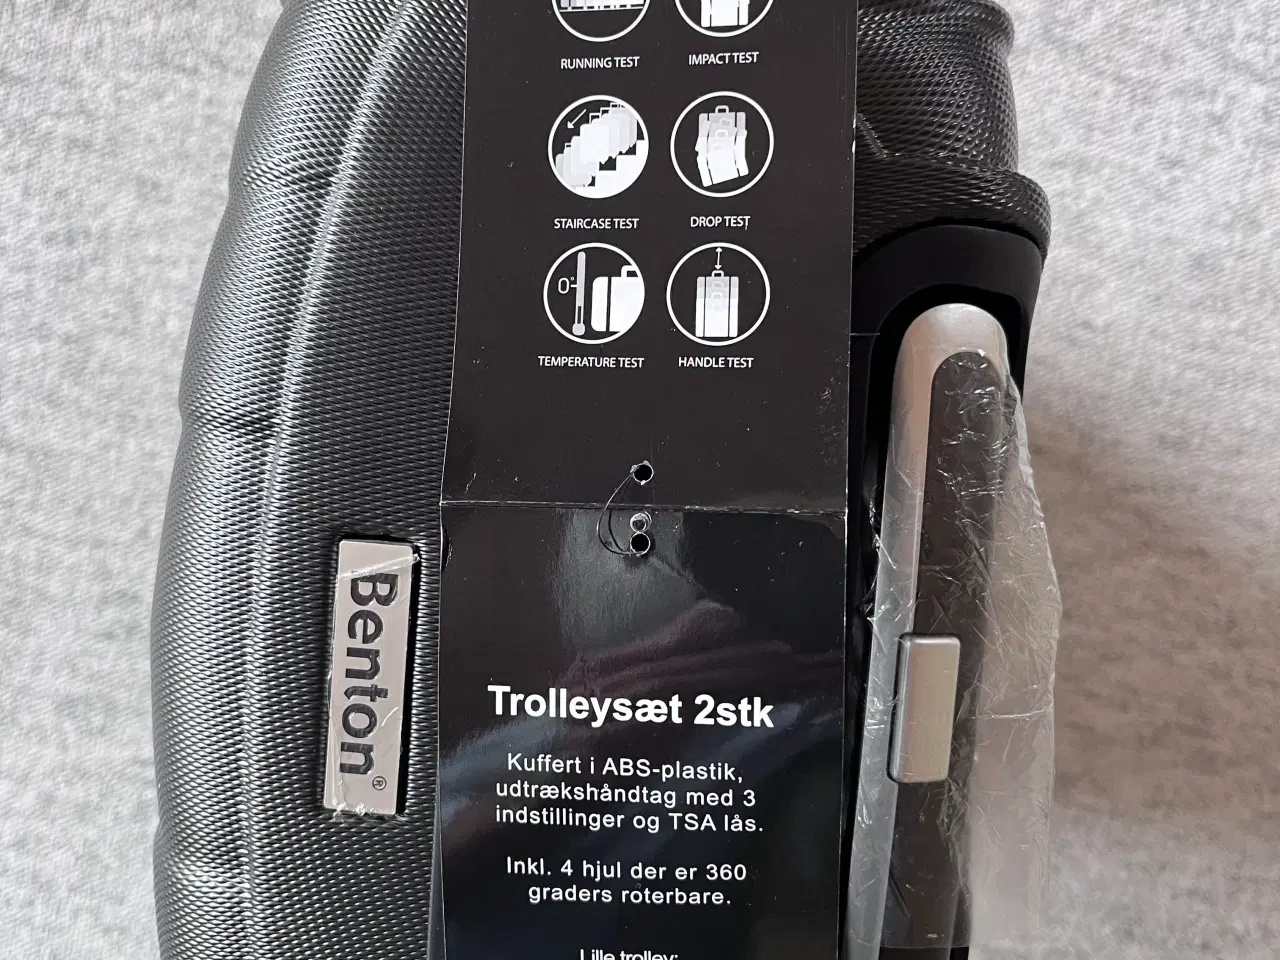 RUNNING TEST
IMPACT TEST
STAIRCASE TEST
DROP TEST
0°
TEMPERATURE TEST
HANDLE TEST
Benton®
Trolleysæt 2stk
Kuffert i ABS-plastik,
udtrækshåndtag med 3
indstillinger og TSA lås.
Inkl. 4 hjul der er 360
graders roterbare.
Lille trolley: